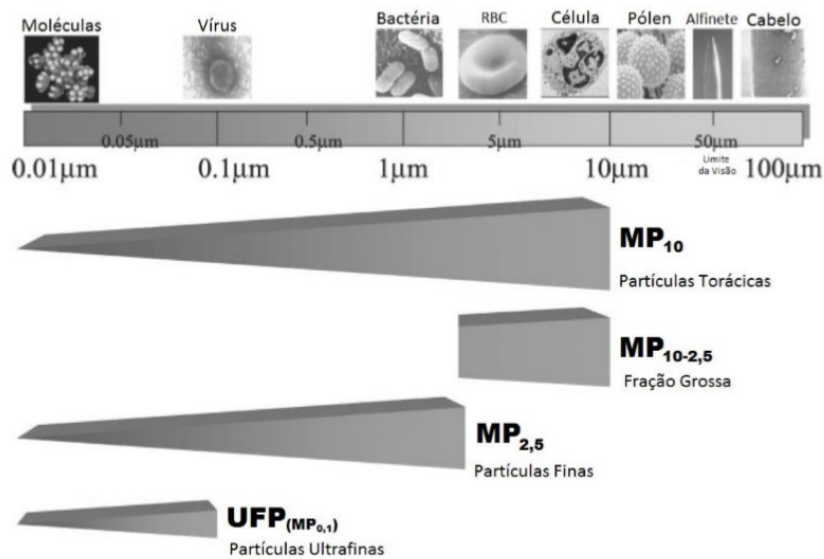 Moléculas Vírus Bactéria RBC Célula Pólen Alfinete Cabelo
0.05µm 0.5µm 5µm 50µm
0.01µm 0.1µm 1µm 10µm Limite da Visão 100µm
MP10
Partículas Torácicas
MP10-2,5
Fração Grossa
MP2,5
Partículas Finas
UFP(MP0,1)
Partículas Ultrafinas